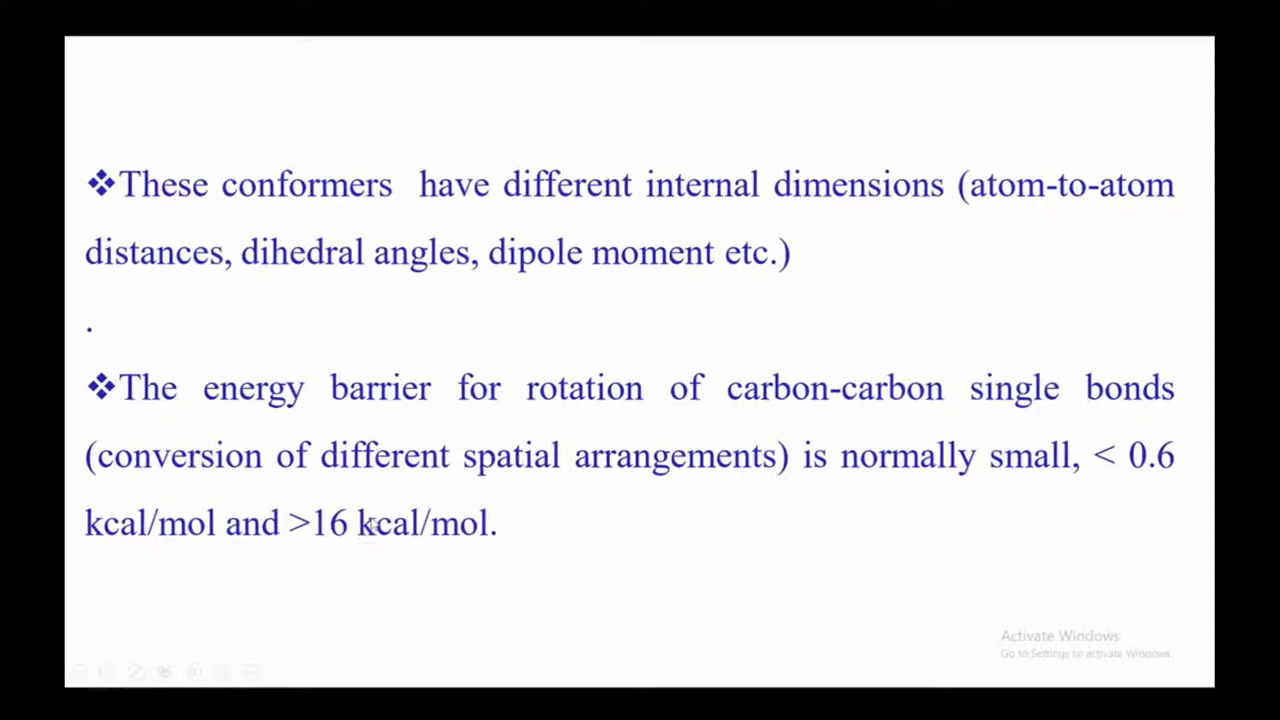 ❖These conformers have different internal dimensions (atom-to-atom
distances, dihedral angles, dipole moment etc.)
.
❖The energy barrier for rotation of carbon-carbon single bonds
(conversion of different spatial arrangements) is normally small, < 0.6
kcal/mol and >16 kcal/mol.
Activate Windows
Go to Settings to activate Windows.